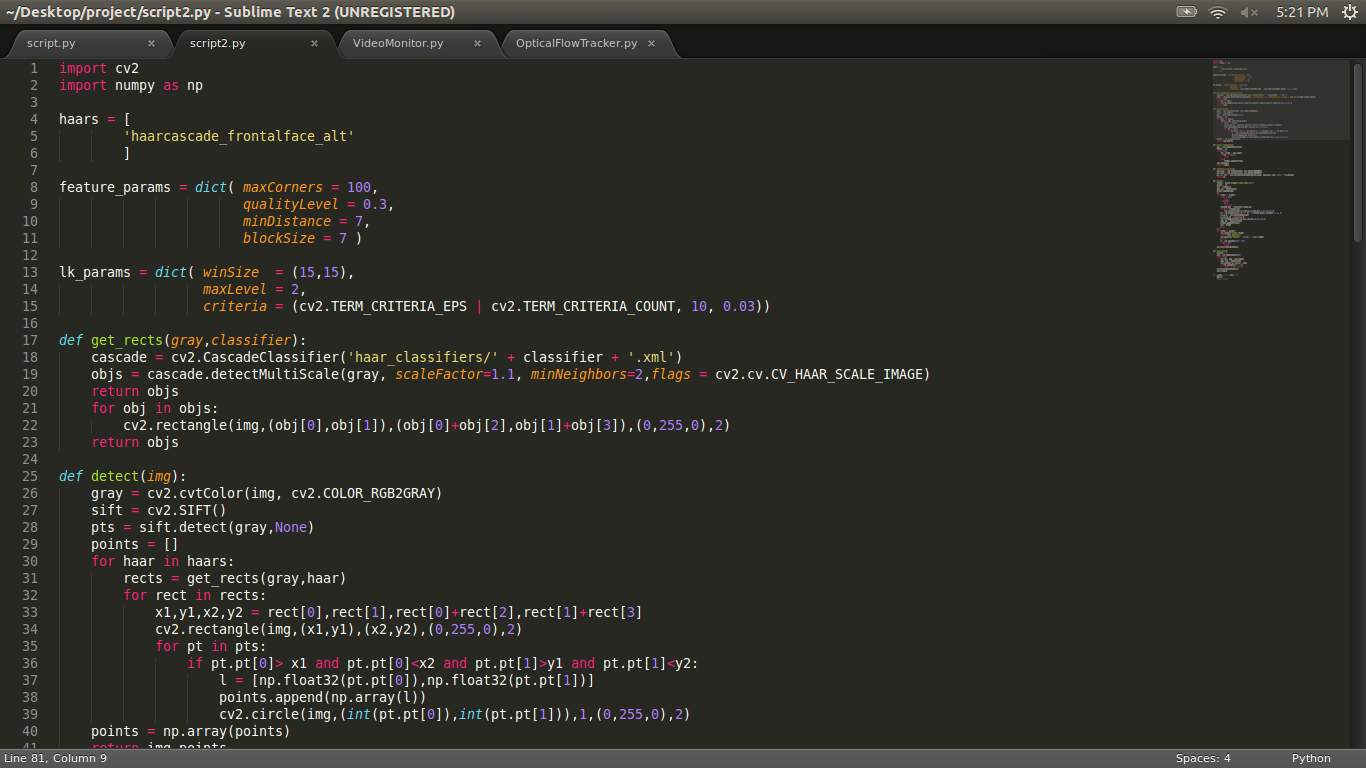 ~/Desktop/project/script2.py - Sublime Text 2 (UNREGISTERED)
5:21 PM
script.py × script2.py × VideoMonitor.py × OpticalFlowTracker.py ×
1 import cv2
2 import numpy as np
3
4 haars = [
5         'haarcascade_frontalface_alt'
6         ]
7
8 feature_params = dict( maxCorners = 100,
9                        qualityLevel = 0.3,
10                        minDistance = 7,
11                        blockSize = 7 )
12
13 lk_params = dict( winSize  = (15,15),
14                   maxLevel = 2,
15                   criteria = (cv2.TERM_CRITERIA_EPS | cv2.TERM_CRITERIA_COUNT, 10, 0.03))
16
17 def get_rects(gray,classifier):
18     cascade = cv2.CascadeClassifier('haar_classifiers/' + classifier + '.xml')
19     objs = cascade.detectMultiScale(gray, scaleFactor=1.1, minNeighbors=2,flags = cv2.cv.CV_HAAR_SCALE_IMAGE)
20     return objs
21     for obj in objs:
22         cv2.rectangle(img,(obj[0],obj[1]),(obj[0]+obj[2],obj[1]+obj[3]),(0,255,0),2)
23     return objs
24
25 def detect(img):
26     gray = cv2.cvtColor(img, cv2.COLOR_RGB2GRAY)
27     sift = cv2.SIFT()
28     pts = sift.detect(gray,None)
29     points = []
30     for haar in haars:
31         rects = get_rects(gray,haar)
32         for rect in rects:
33             x1,y1,x2,y2 = rect[0],rect[1],rect[0]+rect[2],rect[1]+rect[3]
34             cv2.rectangle(img,(x1,y1),(x2,y2),(0,255,0),2)
35             for pt in pts:
36                 if pt.pt[0]> x1 and pt.pt[0]<x2 and pt.pt[1]>y1 and pt.pt[1]<y2:
37                     l = [np.float32(pt.pt[0]),np.float32(pt.pt[1])]
38                     points.append(np.array(l))
39                     cv2.circle(img,(int(pt.pt[0]),int(pt.pt[1])),1,(0,255,0),2)
40     points = np.array(points)
41     return img,points
Line 81, Column 9
Spaces: 4
Python